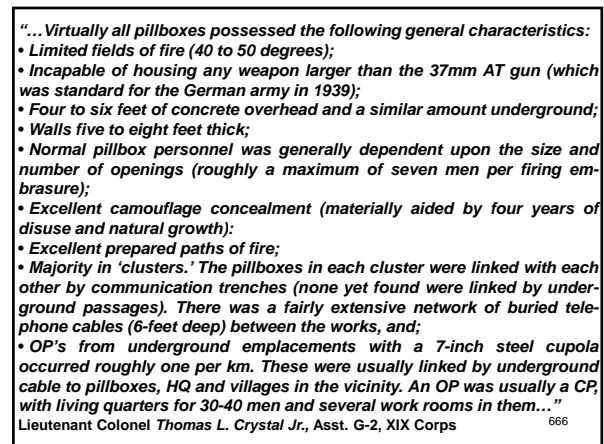 “…Virtually all pillboxes possessed the following general characteristics:
• Limited fields of fire (40 to 50 degrees);
• Incapable of housing any weapon larger than the 37mm AT gun (which
was standard for the German army in 1939);
• Four to six feet of concrete overhead and a similar amount underground;
• Walls five to eight feet thick;
• Normal pillbox personnel was generally dependent upon the size and
number of openings (roughly a maximum of seven men per firing em-
brasure);
• Excellent camouflage concealment (materially aided by four years of
disuse and natural growth):
• Excellent prepared paths of fire;
• Majority in ‘clusters.’ The pillboxes in each cluster were linked with each
other by communication trenches (none yet found were linked by under-
ground passages). There was a fairly extensive network of buried tele-
phone cables (6-feet deep) between the works, and;
• OP’s from underground emplacements with a 7-inch steel cupola
occurred roughly one per km. These were usually linked by underground
cable to pillboxes, HQ and villages in the vicinity. An OP was usually a CP,
with living quarters for 30-40 men and several work rooms in them…”
Lieutenant Colonel Thomas L. Crystal Jr., Asst. G-2, XIX Corps 666